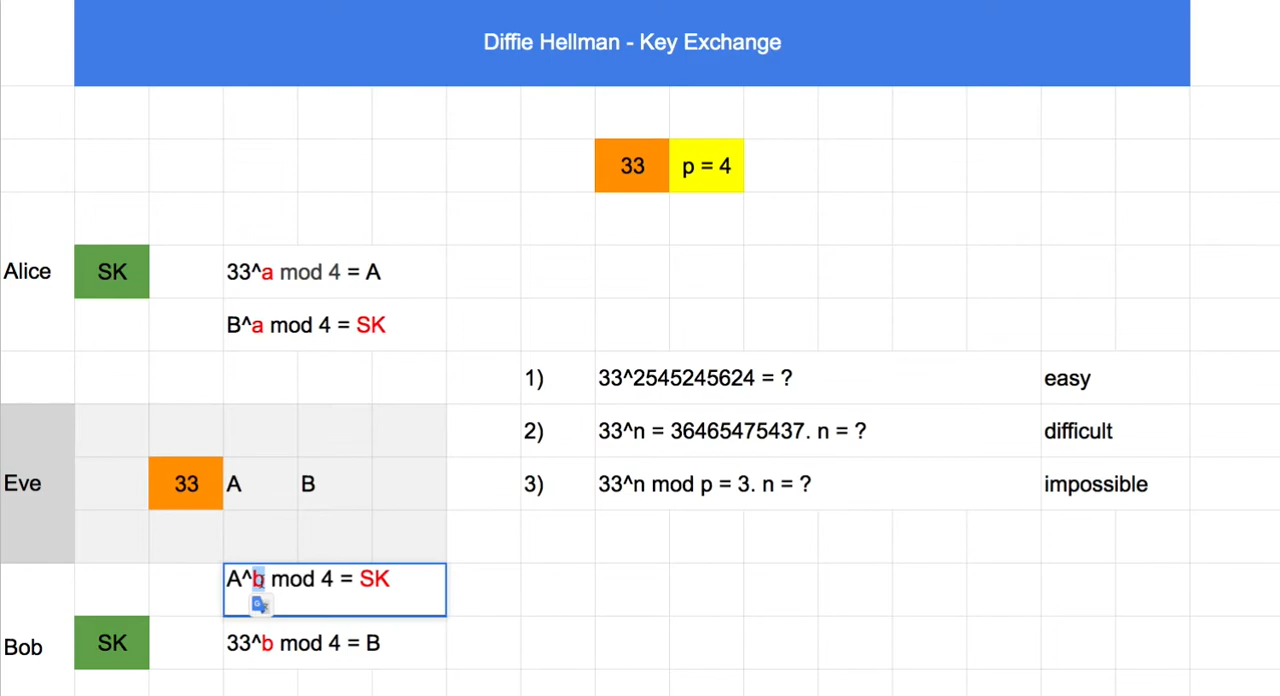 Diffie Hellman - Key Exchange
33 p = 4
Alice SK 33^a mod 4 = A
B^a mod 4 = SK
1) 33^2545245624 = ? easy
2) 33^n = 36465475437. n = ? difficult
Eve 33 A B 3) 33^n mod p = 3. n = ? impossible
A^b mod 4 = SK
Bob SK 33^b mod 4 = B